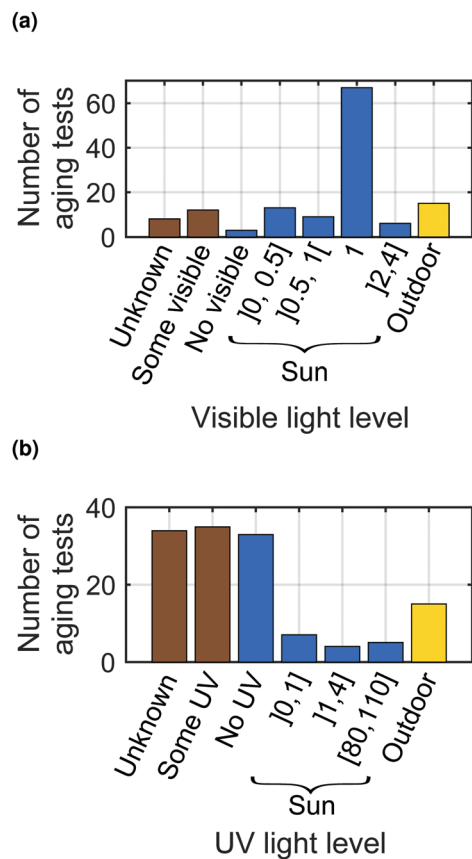 (a)
Number of
aging tests
60
40
20
0
Unknown
Some visible
No visible
]0, 0.5]
]0.5, 1[
1
]2,4]
Outdoor
Sun
Visible light level
(b)
Number of
aging tests
40
20
0
Unknown
Some UV
No UV
]0,1]
]1,4]
[80,110]
Outdoor
Sun
UV light level